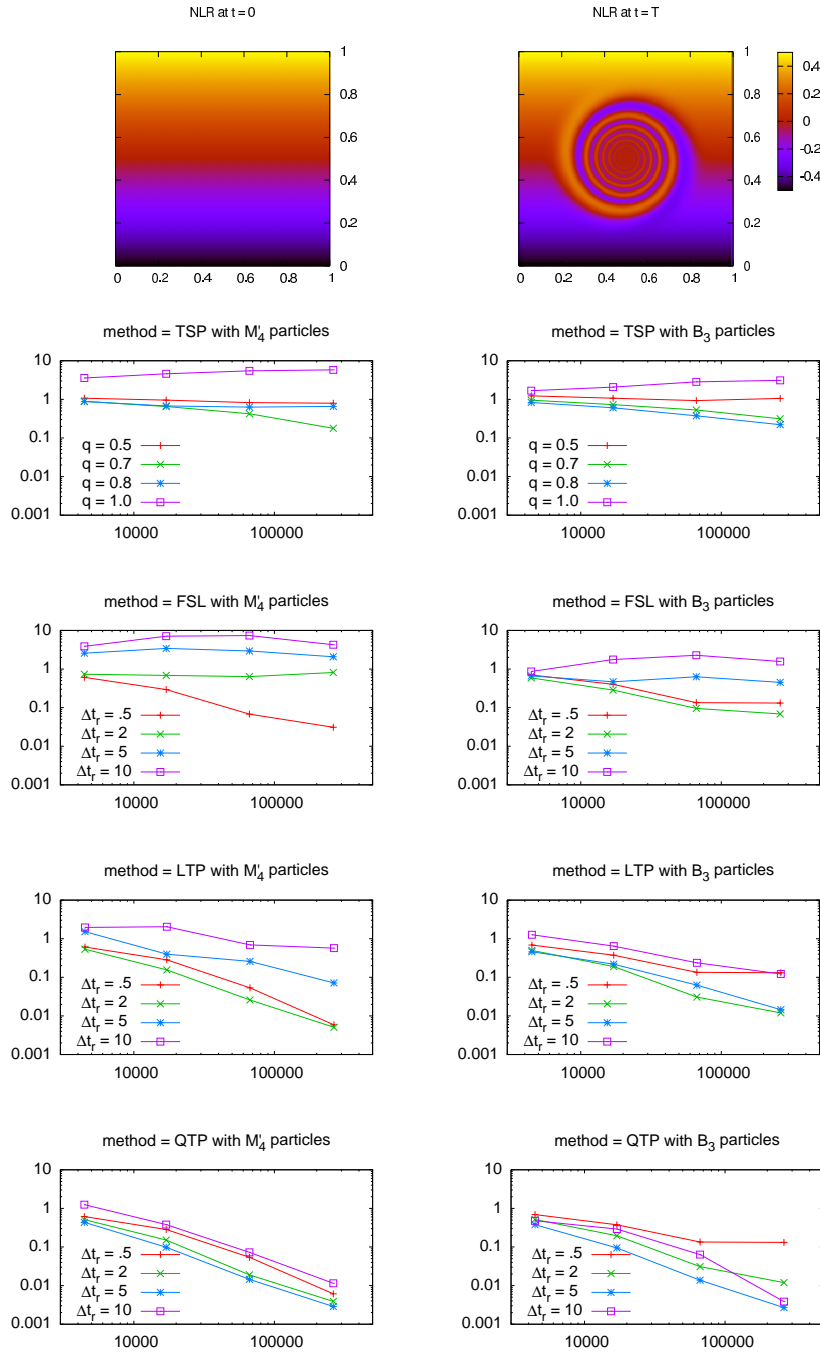 NLR at t = 0
1
0.8
0.6
0.4
0.2
0
0 0.2 0.4 0.6 0.8 1
NLR at t = T
1
0.8
0.6
0.4
0.2
0
0 0.2 0.4 0.6 0.8 1
0.4
0.2
0
-0.2
-0.4
method = TSP with M'4 particles
10
1
0.1
0.01
0.001
q = 0.5
q = 0.7
q = 0.8
q = 1.0
10000 100000
method = TSP with B3 particles
10
1
0.1
0.01
0.001
q = 0.5
q = 0.7
q = 0.8
q = 1.0
10000 100000
method = FSL with M'4 particles
10
1
0.1
0.01
0.001
Δtr = .5
Δtr = 2
Δtr = 5
Δtr = 10
10000 100000
method = FSL with B3 particles
10
1
0.1
0.01
0.001
Δtr = .5
Δtr = 2
Δtr = 5
Δtr = 10
10000 100000
method = LTP with M'4 particles
10
1
0.1
0.01
0.001
Δtr = .5
Δtr = 2
Δtr = 5
Δtr = 10
10000 100000
method = LTP with B3 particles
10
1
0.1
0.01
0.001
Δtr = .5
Δtr = 2
Δtr = 5
Δtr = 10
10000 100000
method = QTP with M'4 particles
10
1
0.1
0.01
0.001
Δtr = .5
Δtr = 2
Δtr = 5
Δtr = 10
10000 100000
method = QTP with B3 particles
10
1
0.1
0.01
0.001
Δtr = .5
Δtr = 2
Δtr = 5
Δtr = 10
10000 100000